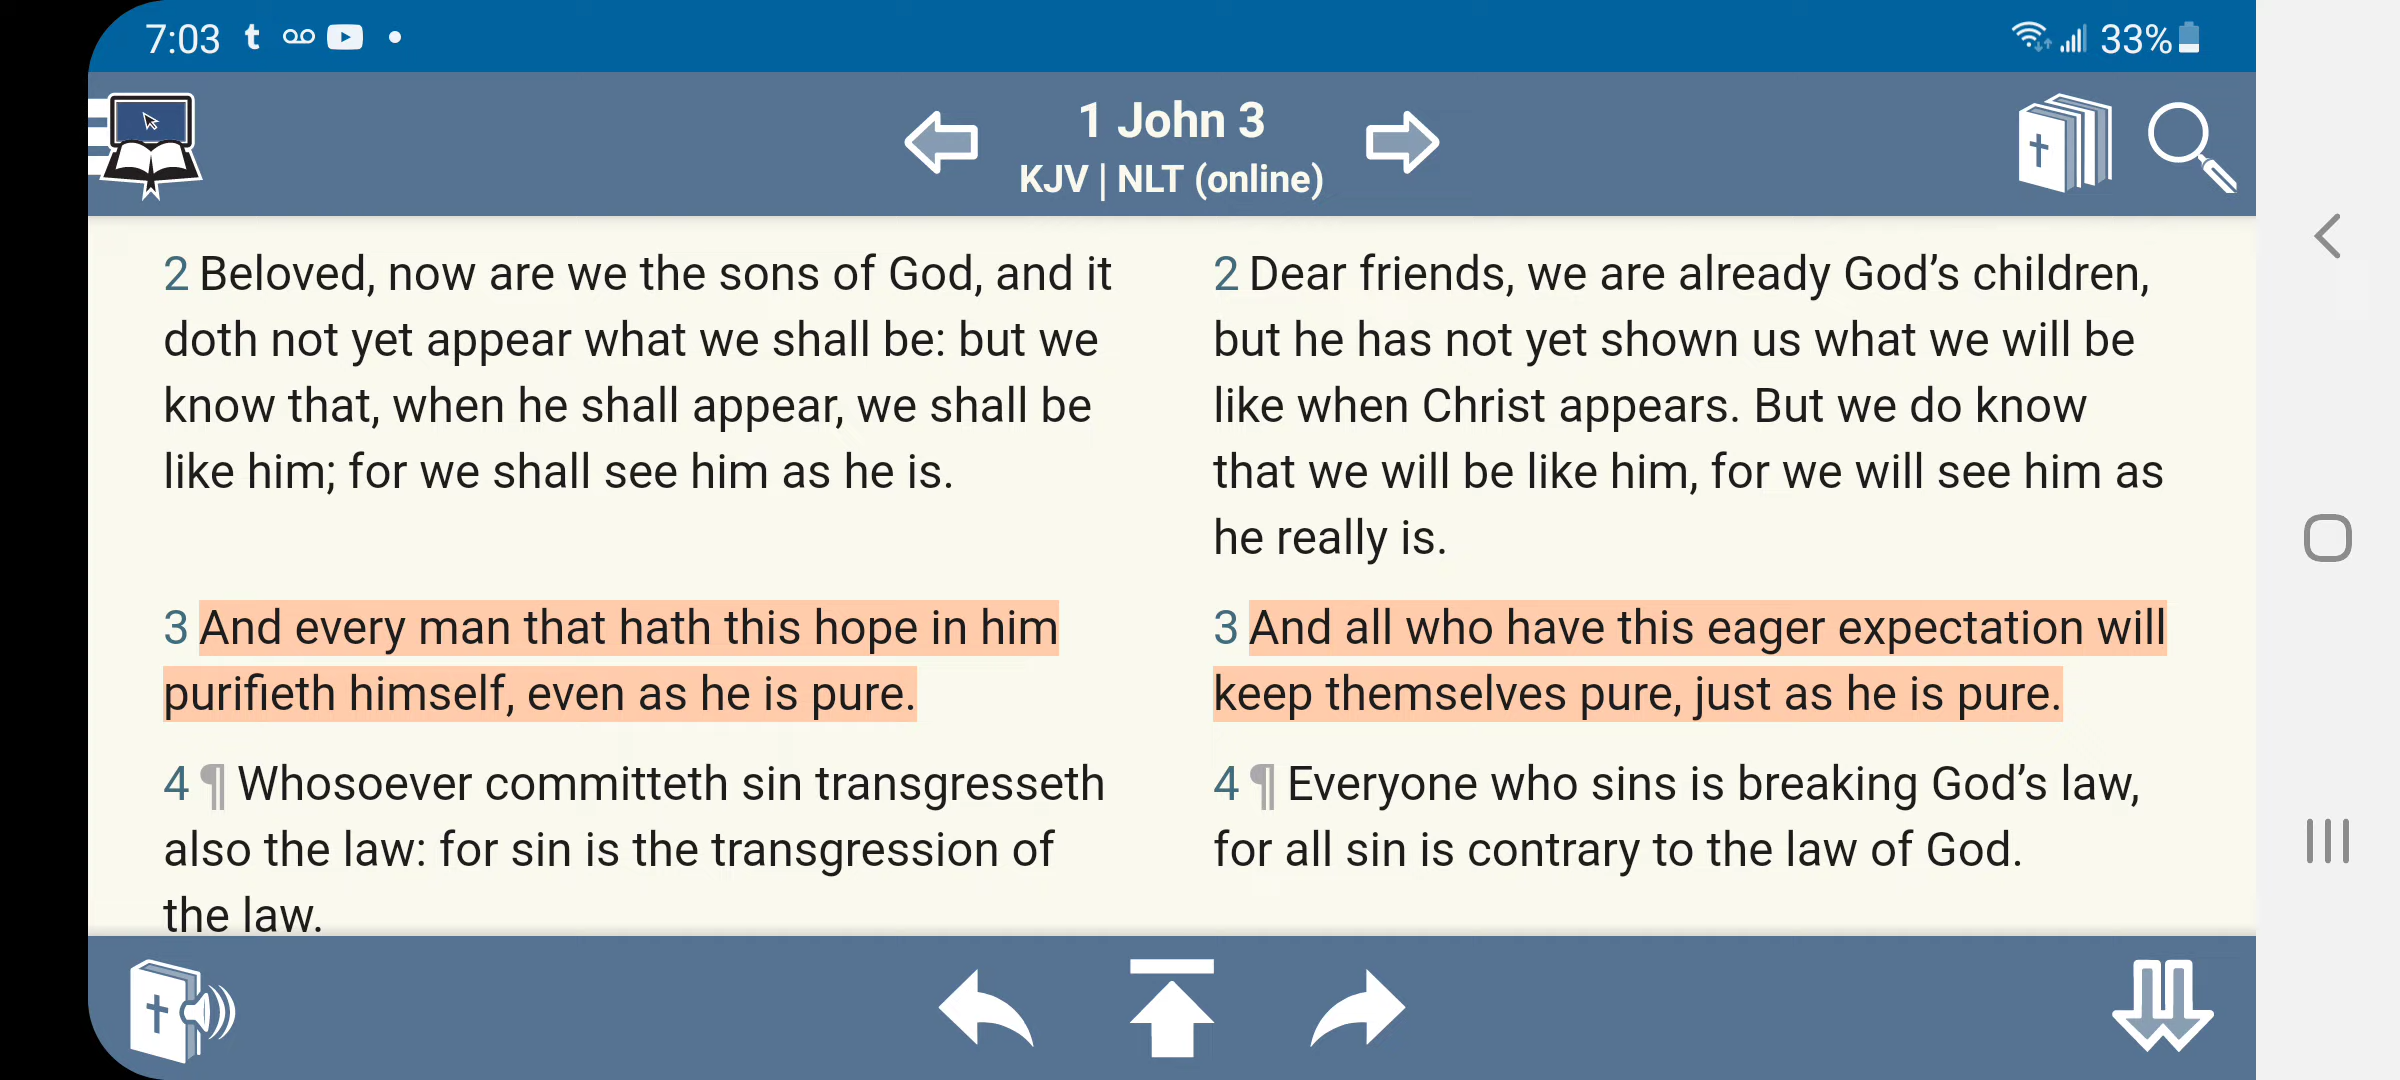 7:03
33%
1 John 3
KJV | NLT (online)
2 Beloved, now are we the sons of God, and it
doth not yet appear what we shall be: but we
know that, when he shall appear, we shall be
like him; for we shall see him as he is.
3 And every man that hath this hope in him
purifieth himself, even as he is pure.
4 ¶ Whosoever committeth sin transgresseth
also the law: for sin is the transgression of
the law.
2 Dear friends, we are already God’s children,
but he has not yet shown us what we will be
like when Christ appears. But we do know
that we will be like him, for we will see him as
he really is.
3 And all who have this eager expectation will
keep themselves pure, just as he is pure.
4 ¶ Everyone who sins is breaking God’s law,
for all sin is contrary to the law of God.